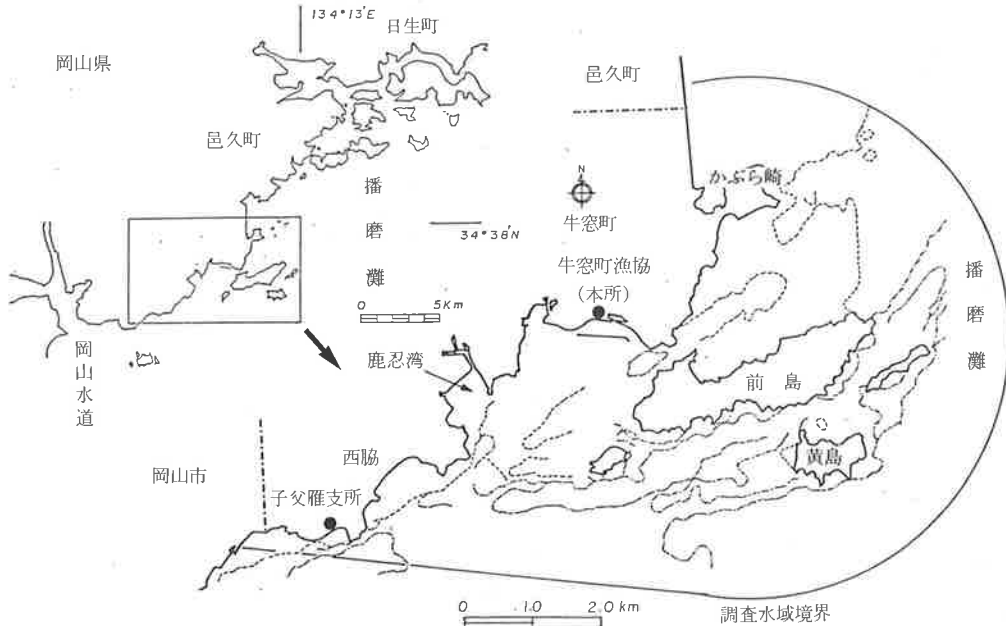 134°13'E
日生町
岡山県
邑久町
邑久町
かぶら崎
播磨灘
N
34°38'N
牛窓町
牛窓町漁協
(本所)
播磨灘
0 5Km
岡山水道
鹿忍湾
前島
黄島
岡山市
西脇
子父雁支所
0 1.0 2.0 km
調査水域境界